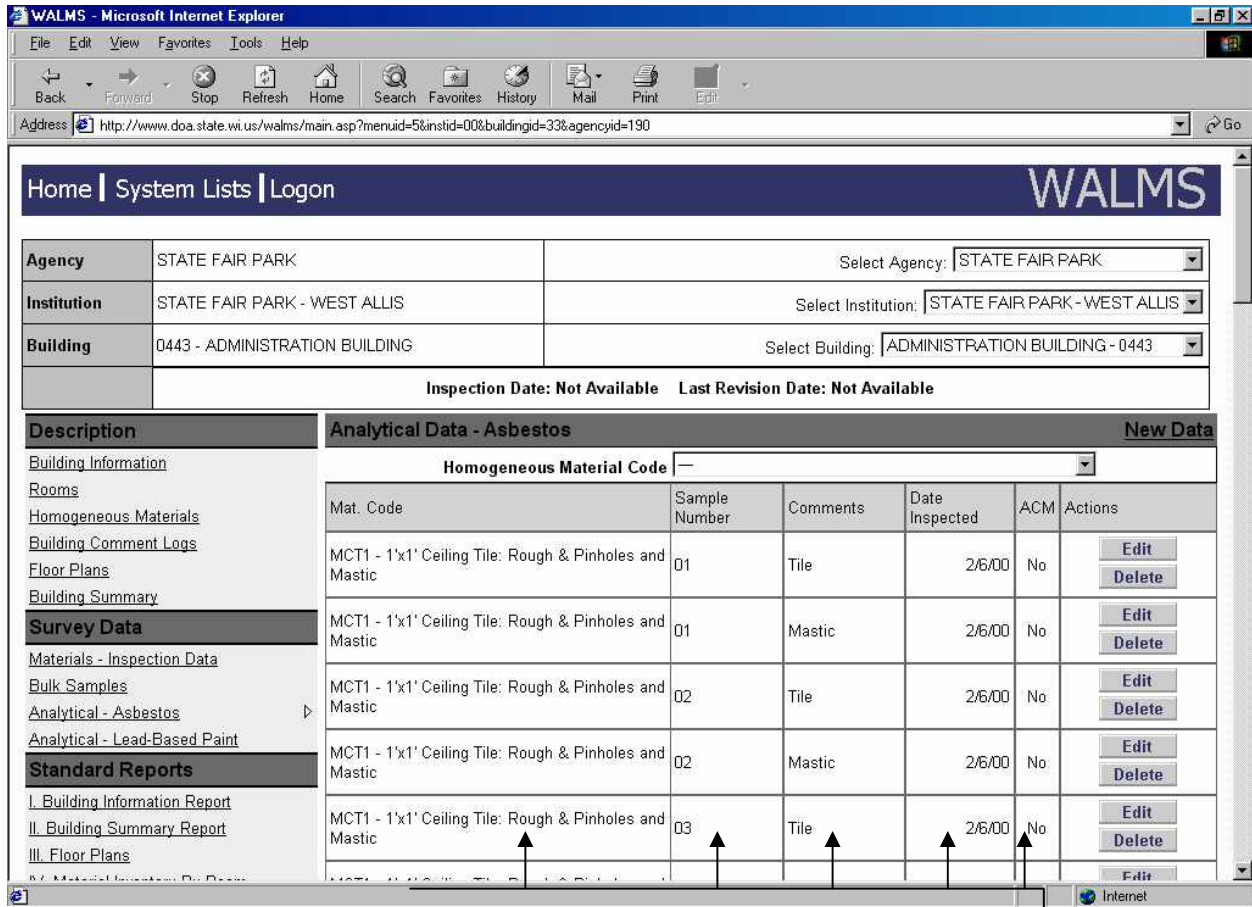 WALMS - Microsoft Internet Explorer
File Edit View Favorites Tools Help
Back Forward Stop Refresh Home Search Favorites History Mail Print Edit
Address http://www.doa.state.wi.us/walms/main.asp?menuid=5&instid=00&buildingid=33&agencyid=190 Go
Home | System Lists | Logon WALMS
Agency STATE FAIR PARK Select Agency: STATE FAIR PARK
Institution STATE FAIR PARK - WEST ALLIS Select Institution: STATE FAIR PARK - WEST ALLIS
Building 0443 - ADMINISTRATION BUILDING Select Building: ADMINISTRATION BUILDING - 0443
Inspection Date: Not Available Last Revision Date: Not Available
Description
Building Information
Rooms
Homogeneous Materials
Building Comment Logs
Floor Plans
Building Summary
Survey Data
Materials - Inspection Data
Bulk Samples
Analytical - Asbestos
Analytical - Lead-Based Paint
Standard Reports
I. Building Information Report
II. Building Summary Report
III. Floor Plans
Analytical Data - Asbestos New Data
Homogeneous Material Code —
Mat. Code Sample Number Comments Date Inspected ACM Actions
MCT1 - 1'x1' Ceiling Tile: Rough & Pinholes and Mastic 01 Tile 2/6/00 No Edit Delete
MCT1 - 1'x1' Ceiling Tile: Rough & Pinholes and Mastic 01 Mastic 2/6/00 No Edit Delete
MCT1 - 1'x1' Ceiling Tile: Rough & Pinholes and Mastic 02 Tile 2/6/00 No Edit Delete
MCT1 - 1'x1' Ceiling Tile: Rough & Pinholes and Mastic 02 Mastic 2/6/00 No Edit Delete
MCT1 - 1'x1' Ceiling Tile: Rough & Pinholes and Mastic 03 Tile 2/6/00 No Edit Delete
Internet